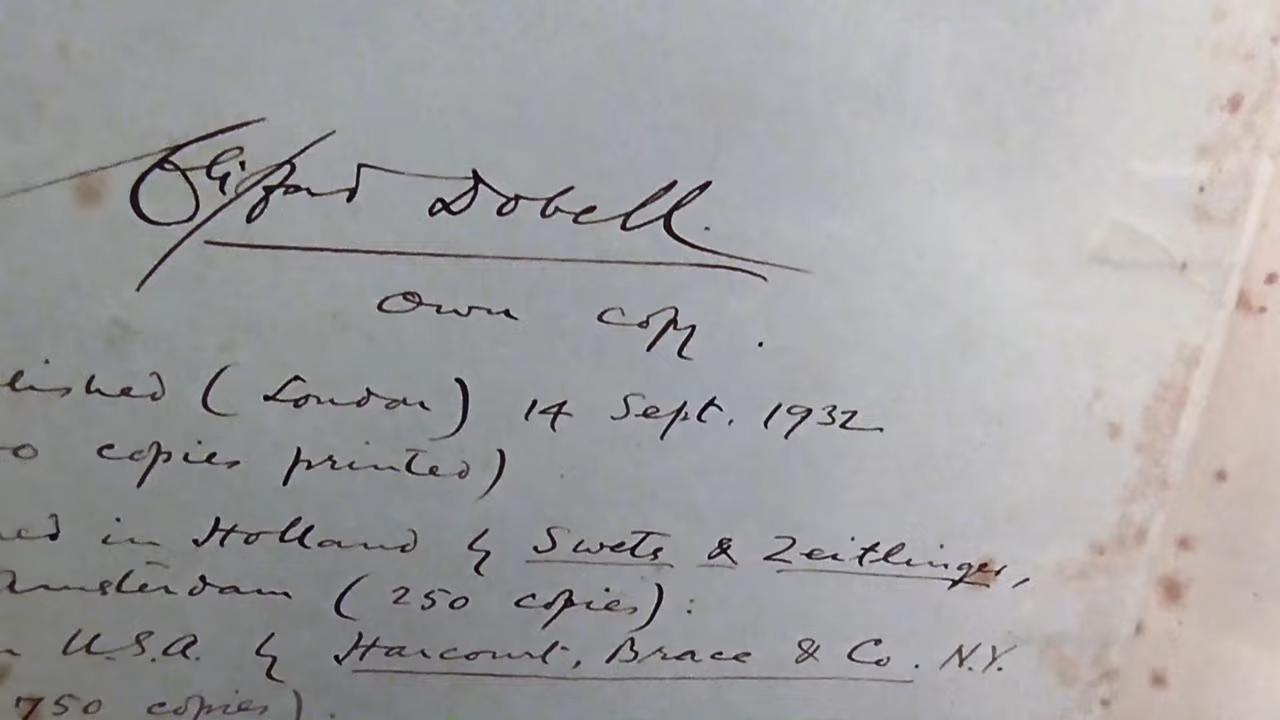 Clifford Dobell.
own copy.
lished (London) 14 Sept. 1932
0 copies printed)
ed in Holland by Swets & Zeitlinger,
Amsterdam (250 copies):
U.S.A. by Harcourt, Brace & Co. N.Y.
750 copies).